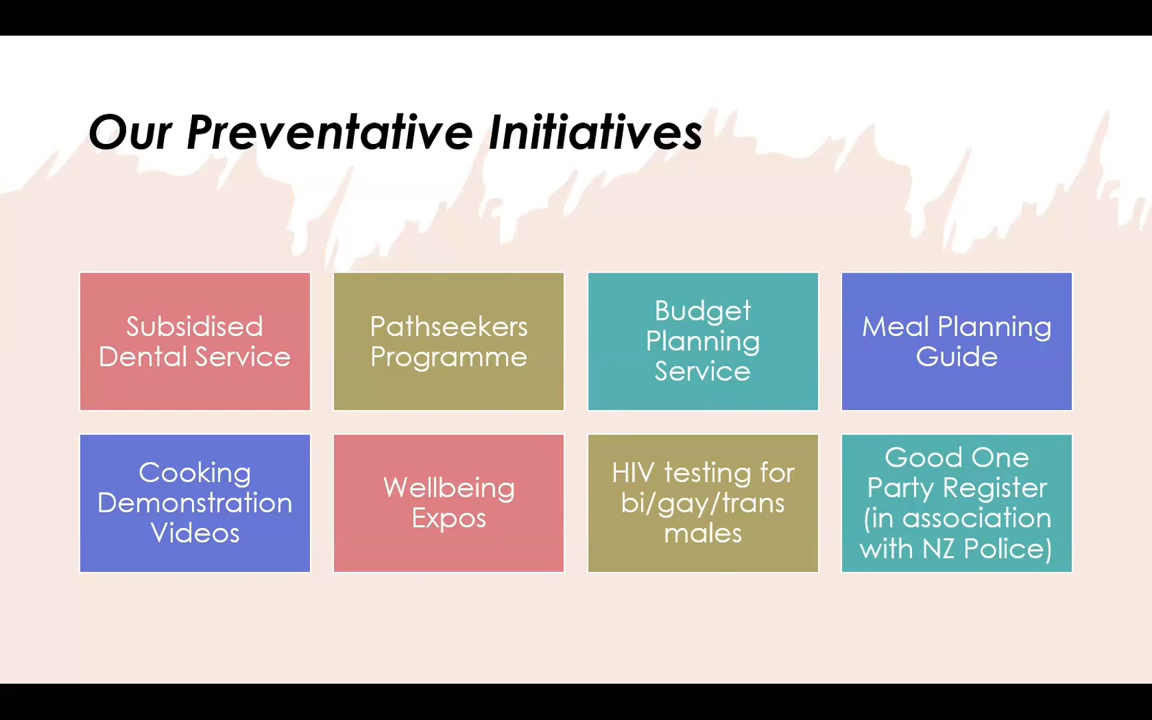 Our Preventative Initiatives
Subsidised
Dental Service
Pathseekers
Programme
Budget
Planning
Service
Meal Planning
Guide
Cooking
Demonstration
Videos
Wellbeing
Expos
HIV testing for
bi/gay/trans
males
Good One
Party Register
(in association
with NZ Police)